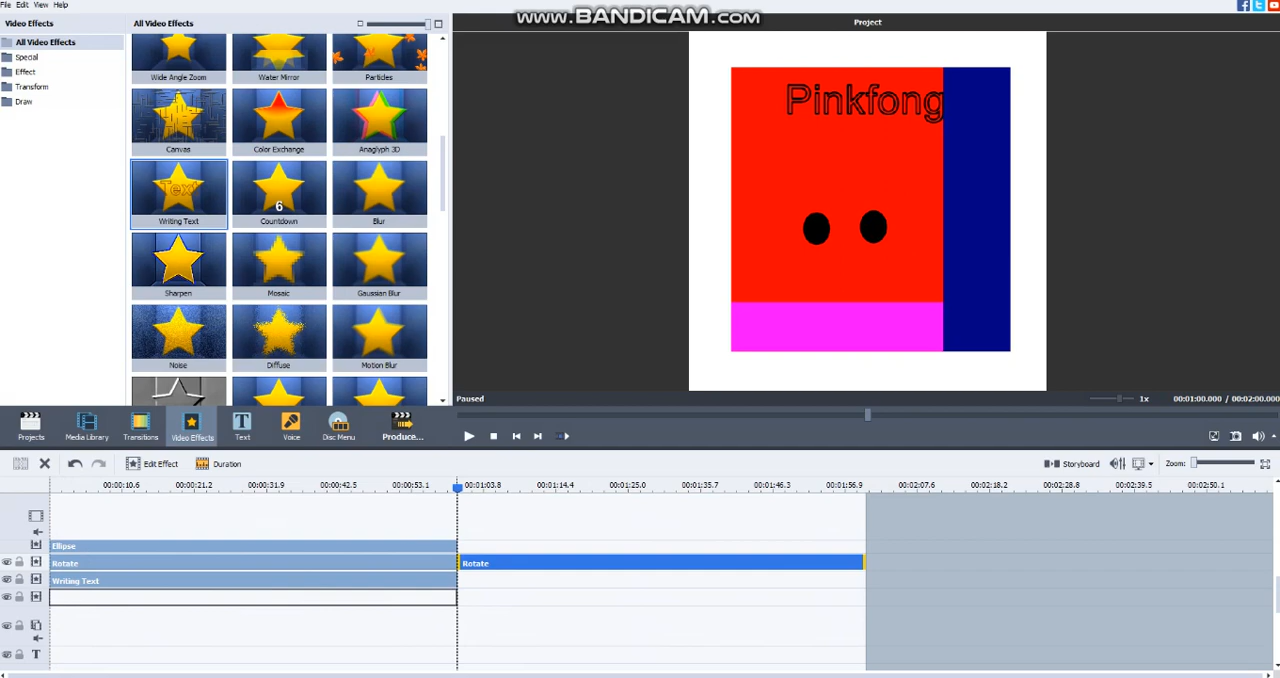 www.BANDICAM.com
File Edit View Help
Video Effects
All Video Effects
Project
All Video Effects
Special
Effect
Transform
Draw
Wide Angle Zoom
Water Mirror
Particles
Canvas
Color Exchange
Anaglyph 3D
Text
6
Writing Text
Countdown
Blur
Sharpen
Mosaic
Gaussian Blur
Noise
Diffuse
Motion Blur
Pinkfong
Paused
1x
00:01:00.000 / 00:02:00.000
Projects
Media Library
Transitions
Video Effects
Text
Voice
Disc Menu
Produce...
Edit Effect
Duration
Storyboard
Zoom:
00:00:10.6 00:00:21.2 00:00:31.9 00:00:42.5 00:00:53.1 00:01:03.8 00:01:14.4 00:01:25.0 00:01:35.7 00:01:46.3 00:01:56.9 00:02:07.6 00:02:18.2 00:02:28.8 00:02:39.5 00:02:50.1
Ellipse
Rotate
Rotate
Writing Text
T